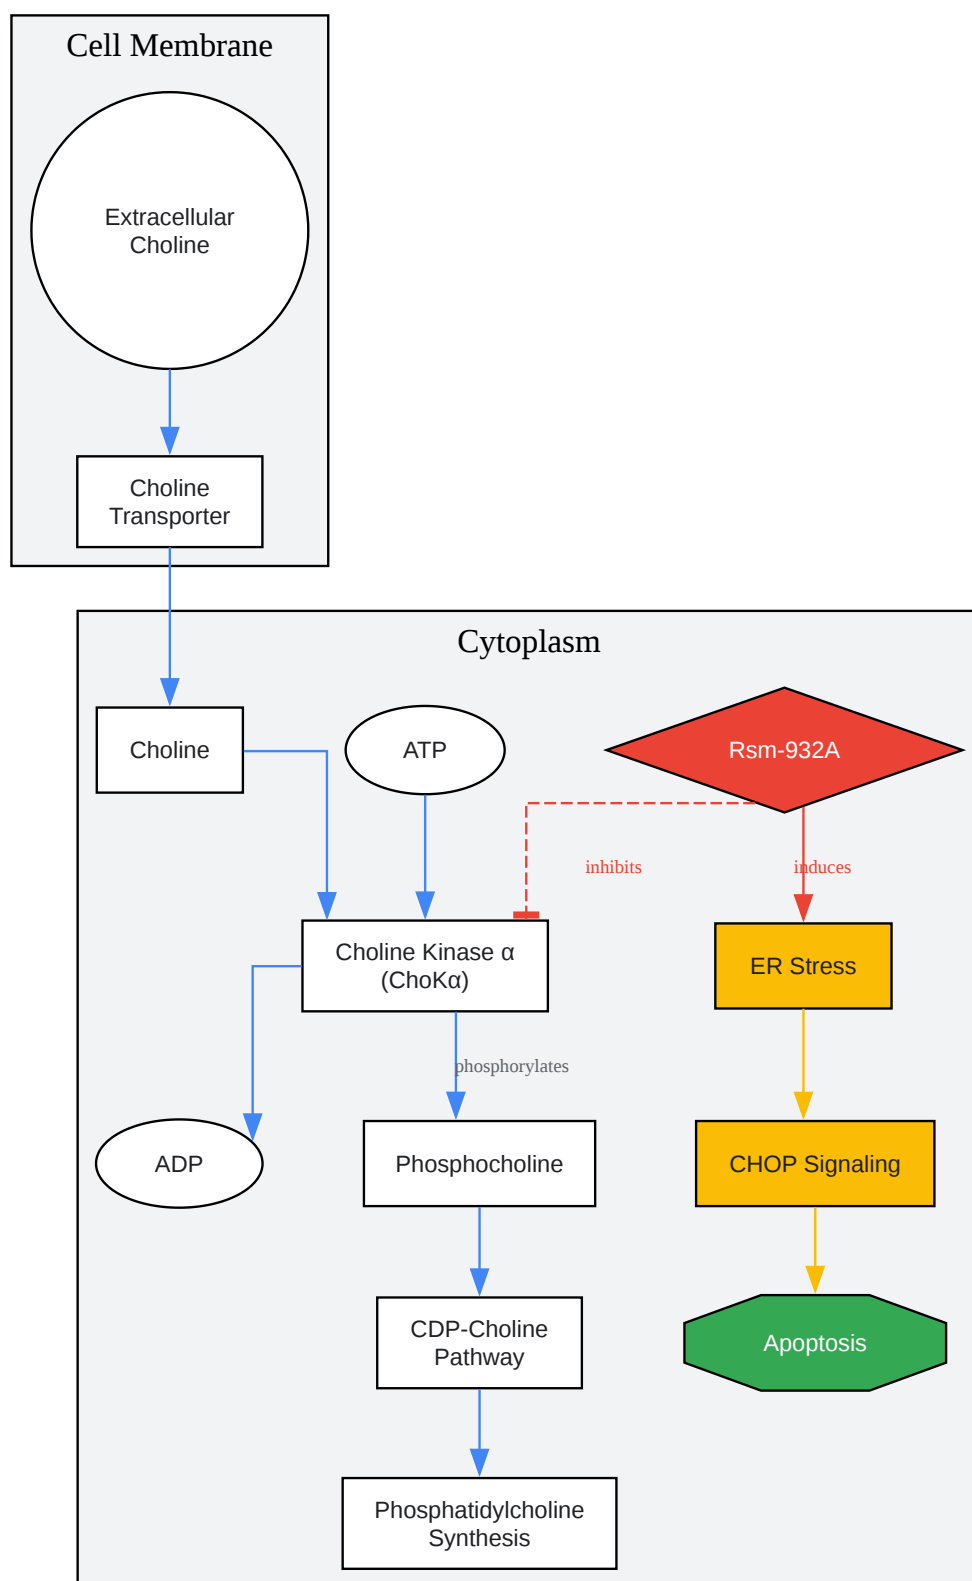 Cell Membrane
Extracellular
Choline
Choline
Transporter
Cytoplasm
Choline
ATP
Rsm-932A
inhibits
induces
Choline Kinase α
(ChoKα)
ER Stress
phosphorylates
ADP
Phosphocholine
CHOP Signaling
CDP-Choline
Pathway
Apoptosis
Phosphatidylcholine
Synthesis